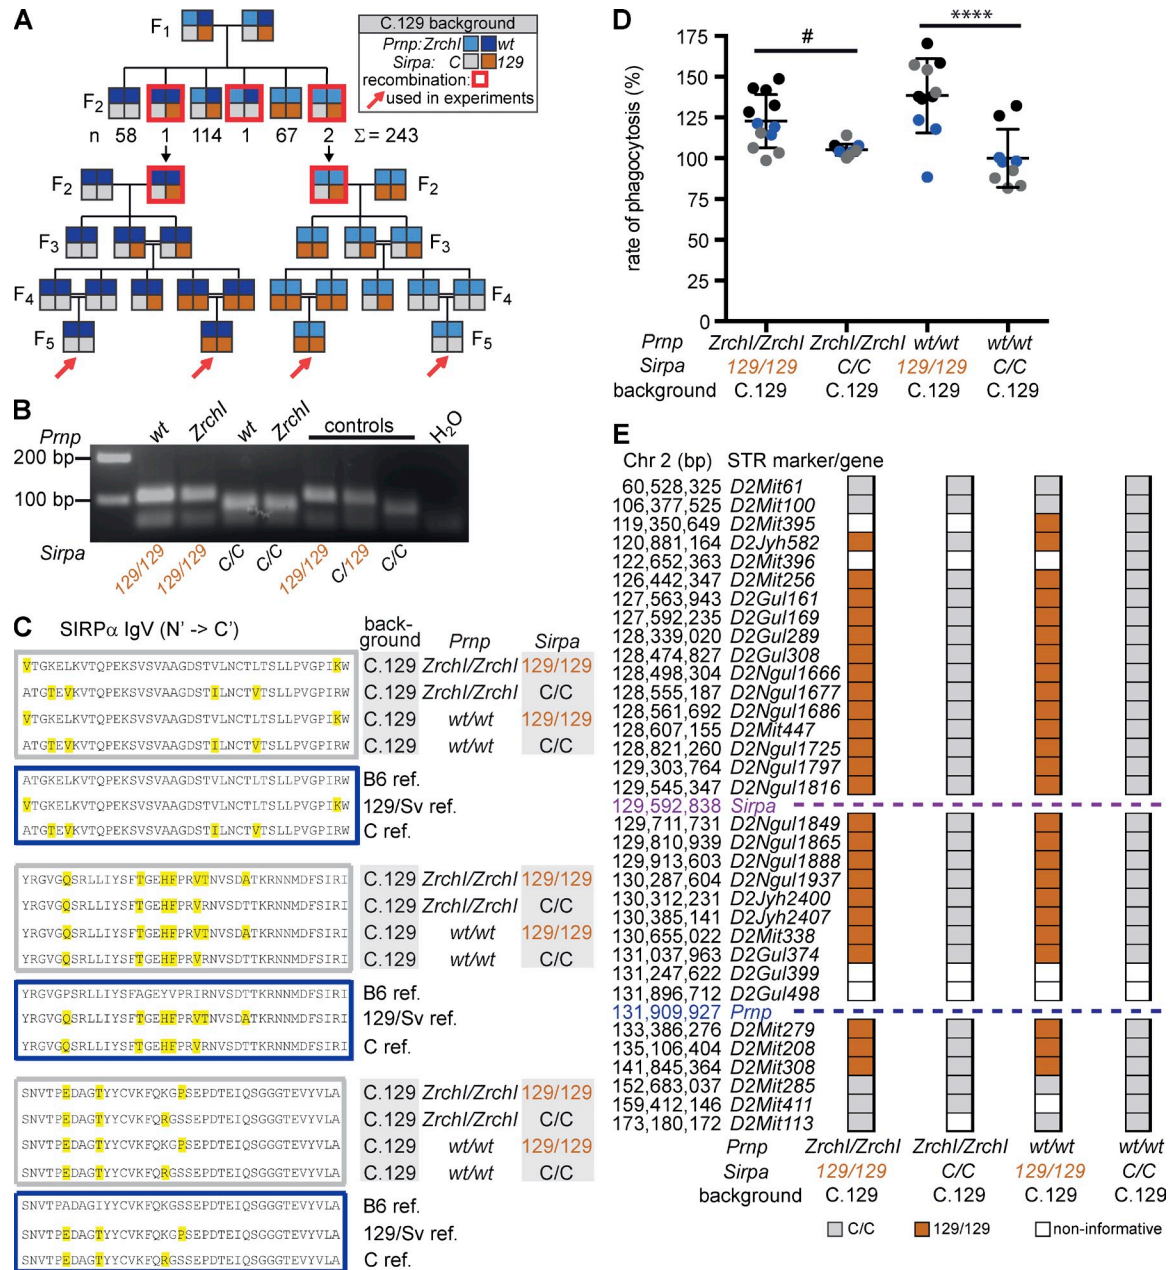 A
F1
C.129 background
Prnp: ZrchI wt
Sirpa: C 129
recombination:
used in experiments
F2
n 58 1 114 1 67 2 Σ = 243
F2 F2
F3 F3
F4 F4
F5 F5
B
Prnp wt ZrchI wt ZrchI controls H2O
200 bp
100 bp
Sirpa 129/129 129/129 C/C C/C 129/129 C/129 C/C
C
SIRPα IgV (N' -> C') back-ground Prnp Sirpa
VTGKELKVTQPEKSVSVAAGDSTVLNCTLTSLLPVGPIKW C.129 ZrchI/ZrchI 129/129
ATGTEVKVTQPEKSVSVAAGDSTILNCTVTSLLPVGPIRW C.129 ZrchI/ZrchI C/C
VTGKELKVTQPEKSVSVAAGDSTVLNCTLTSLLPVGPIKW C.129 wt/wt 129/129
ATGTEVKVTQPEKSVSVAAGDSTILNCTVTSLLPVGPIRW C.129 wt/wt C/C
ATGKELKVTQPEKSVSVAAGDSTVLNCTLTSLLPVGPIRW B6 ref.
VTGKELKVTQPEKSVSVAAGDSTVLNCTLTSLLPVGPIKW 129/Sv ref.
ATGTEVKVTQPEKSVSVAAGDSTILNCTVTSLLPVGPIRW C ref.
YRGVGQSRLLIYSFTGEHFPRVTNVSDATKRNNMDFSIRI C.129 ZrchI/ZrchI 129/129
YRGVGQSRLLIYSFTGEHFPRVRNVSDTTKRNNMDFSIRI C.129 ZrchI/ZrchI C/C
YRGVGQSRLLIYSFTGEHFPRVTNVSDATKRNNMDFSIRI C.129 wt/wt 129/129
YRGVGQSRLLIYSFTGEHFPRVRNVSDTTKRNNMDFSIRI C.129 wt/wt C/C
YRGVGPSRLLIYSFAGEYVPRIRNVSDTTKRNNMDFSIRI B6 ref.
YRGVGQSRLLIYSFTGEHFPRVTNVSDATKRNNMDFSIRI 129/Sv ref.
YRGVGQSRLLIYSFTGEHFPRVRNVSDTTKRNNMDFSIRI C ref.
SNVTPEDAGTYYCVKFQKGPSEPDTEIQSGGGTEVYVLA C.129 ZrchI/ZrchI 129/129
SNVTPEDAGTYYCVKFQRGSSEPDTEIQSGGGTEVYVLA C.129 ZrchI/ZrchI C/C
SNVTPEDAGTYYCVKFQKGPSEPDTEIQSGGGTEVYVLA C.129 wt/wt 129/129
SNVTPEDAGTYYCVKFQRGSSEPDTEIQSGGGTEVYVLA C.129 wt/wt C/C
SNVTPADAGIYYCVKFQKGSSEPDTEIQSGGGTEVYVLA B6 ref.
SNVTPEDAGTYYCVKFQKGPSEPDTEIQSGGGTEVYVLA 129/Sv ref.
SNVTPEDAGTYYCVKFQRGSSEPDTEIQSGGGTEVYVLA C ref.
D
# ****
rate of phagocytosis (%)
175
150
125
100
75
50
25
0
Prnp ZrchI/ZrchI ZrchI/ZrchI wt/wt wt/wt
Sirpa 129/129 C/C 129/129 C/C
background C.129 C.129 C.129 C.129
E
Chr 2 (bp) STR marker/gene
60,528,325 D2Mit61
106,377,525 D2Mit100
119,350,649 D2Mit395
120,881,164 D2Jyh582
122,652,363 D2Mit396
126,442,347 D2Mit256
127,563,943 D2Gul161
127,592,235 D2Gul169
128,339,020 D2Gul289
128,474,827 D2Gul308
128,498,304 D2Ngul1666
128,555,187 D2Ngul1677
128,561,692 D2Ngul1686
128,607,155 D2Mit447
128,821,260 D2Ngul1725
129,303,764 D2Ngul1797
129,545,347 D2Ngul1816
129,592,838 Sirpa
129,711,731 D2Ngul1849
129,810,939 D2Ngul1865
129,913,603 D2Ngul1888
130,287,604 D2Ngul1937
130,312,231 D2Jyh2400
130,385,141 D2Jyh2407
130,655,022 D2Mit338
131,037,963 D2Gul374
131,247,622 D2Gul399
131,896,712 D2Gul498
131,909,927 Prnp
133,386,276 D2Mit279
135,106,404 D2Mit208
141,845,364 D2Mit308
152,683,037 D2Mit285
159,412,146 D2Mit411
173,180,172 D2Mit113
Prnp ZrchI/ZrchI ZrchI/ZrchI wt/wt wt/wt
Sirpa 129/129 C/C 129/129 C/C
background C.129 C.129 C.129 C.129
C/C 129/129 non-informative